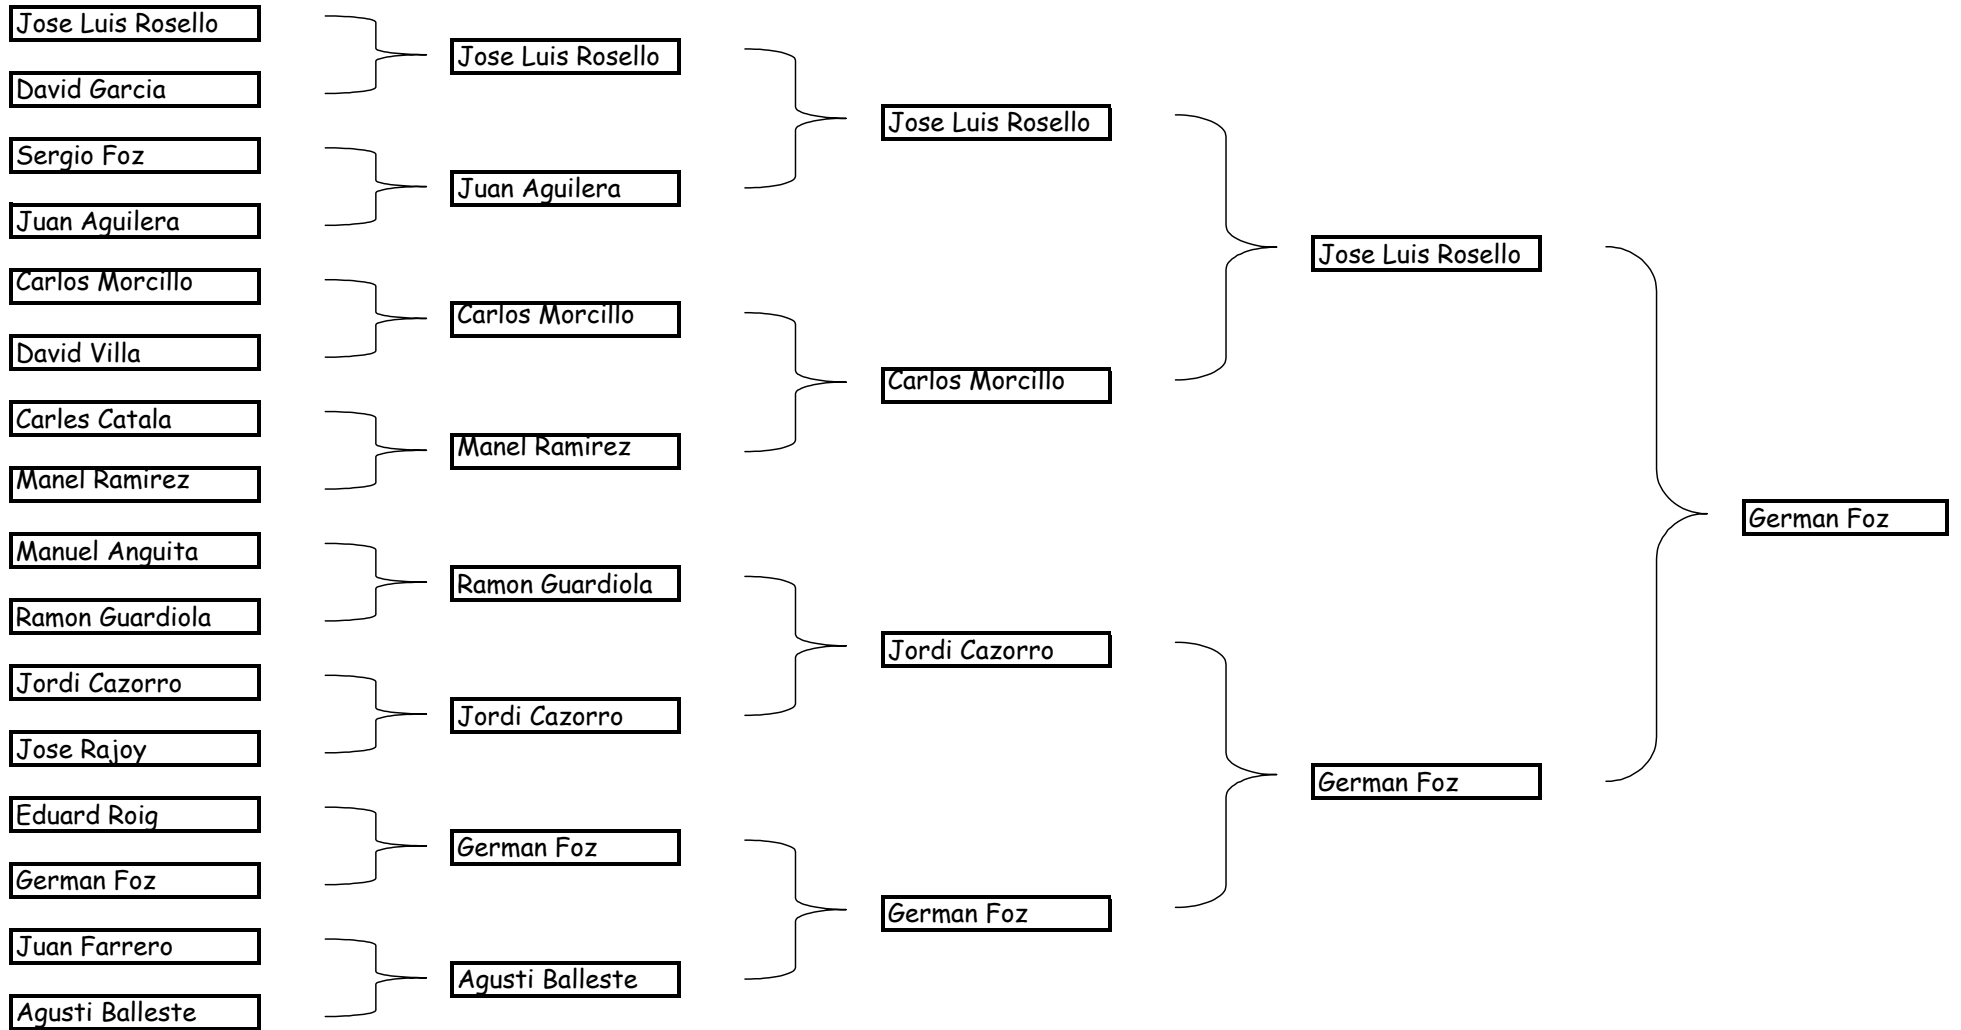 Jose Luis Rosello
David Garcia
Sergio Foz
Juan Aguilera
Carlos Morcillo
David Villa
Carles Catala
Manel Ramirez
Manuel Anguita
Ramon Guardiola
Jordi Cazorro
Jose Rajoy
Eduard Roig
German Foz
Juan Farrero
Agusti Balleste
Jose Luis Rosello
Juan Aguilera
Carlos Morcillo
Manel Ramirez
Ramon Guardiola
Jordi Cazorro
German Foz
Agusti Balleste
Jose Luis Rosello
Carlos Morcillo
Jordi Cazorro
German Foz
Jose Luis Rosello
German Foz
German Foz